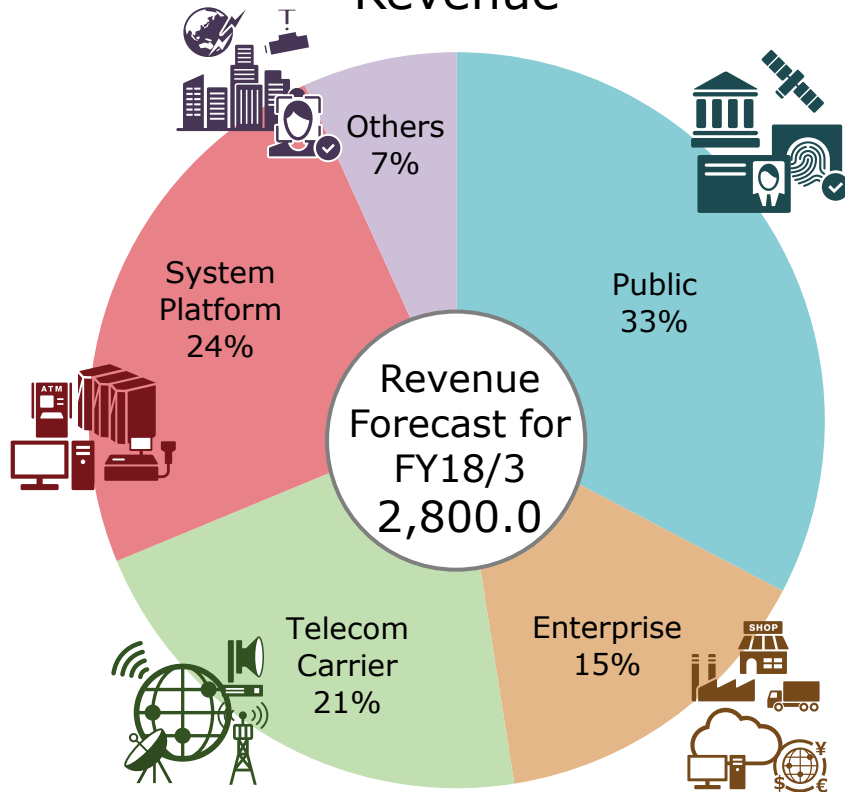 Revenue
Others
7%
Public
33%
System
Platform
24%
Revenue
Forecast for
FY18/3
2,800.0
ATM
Telecom
Carrier
21%
Enterprise
15%
SHOP
¥
$
€